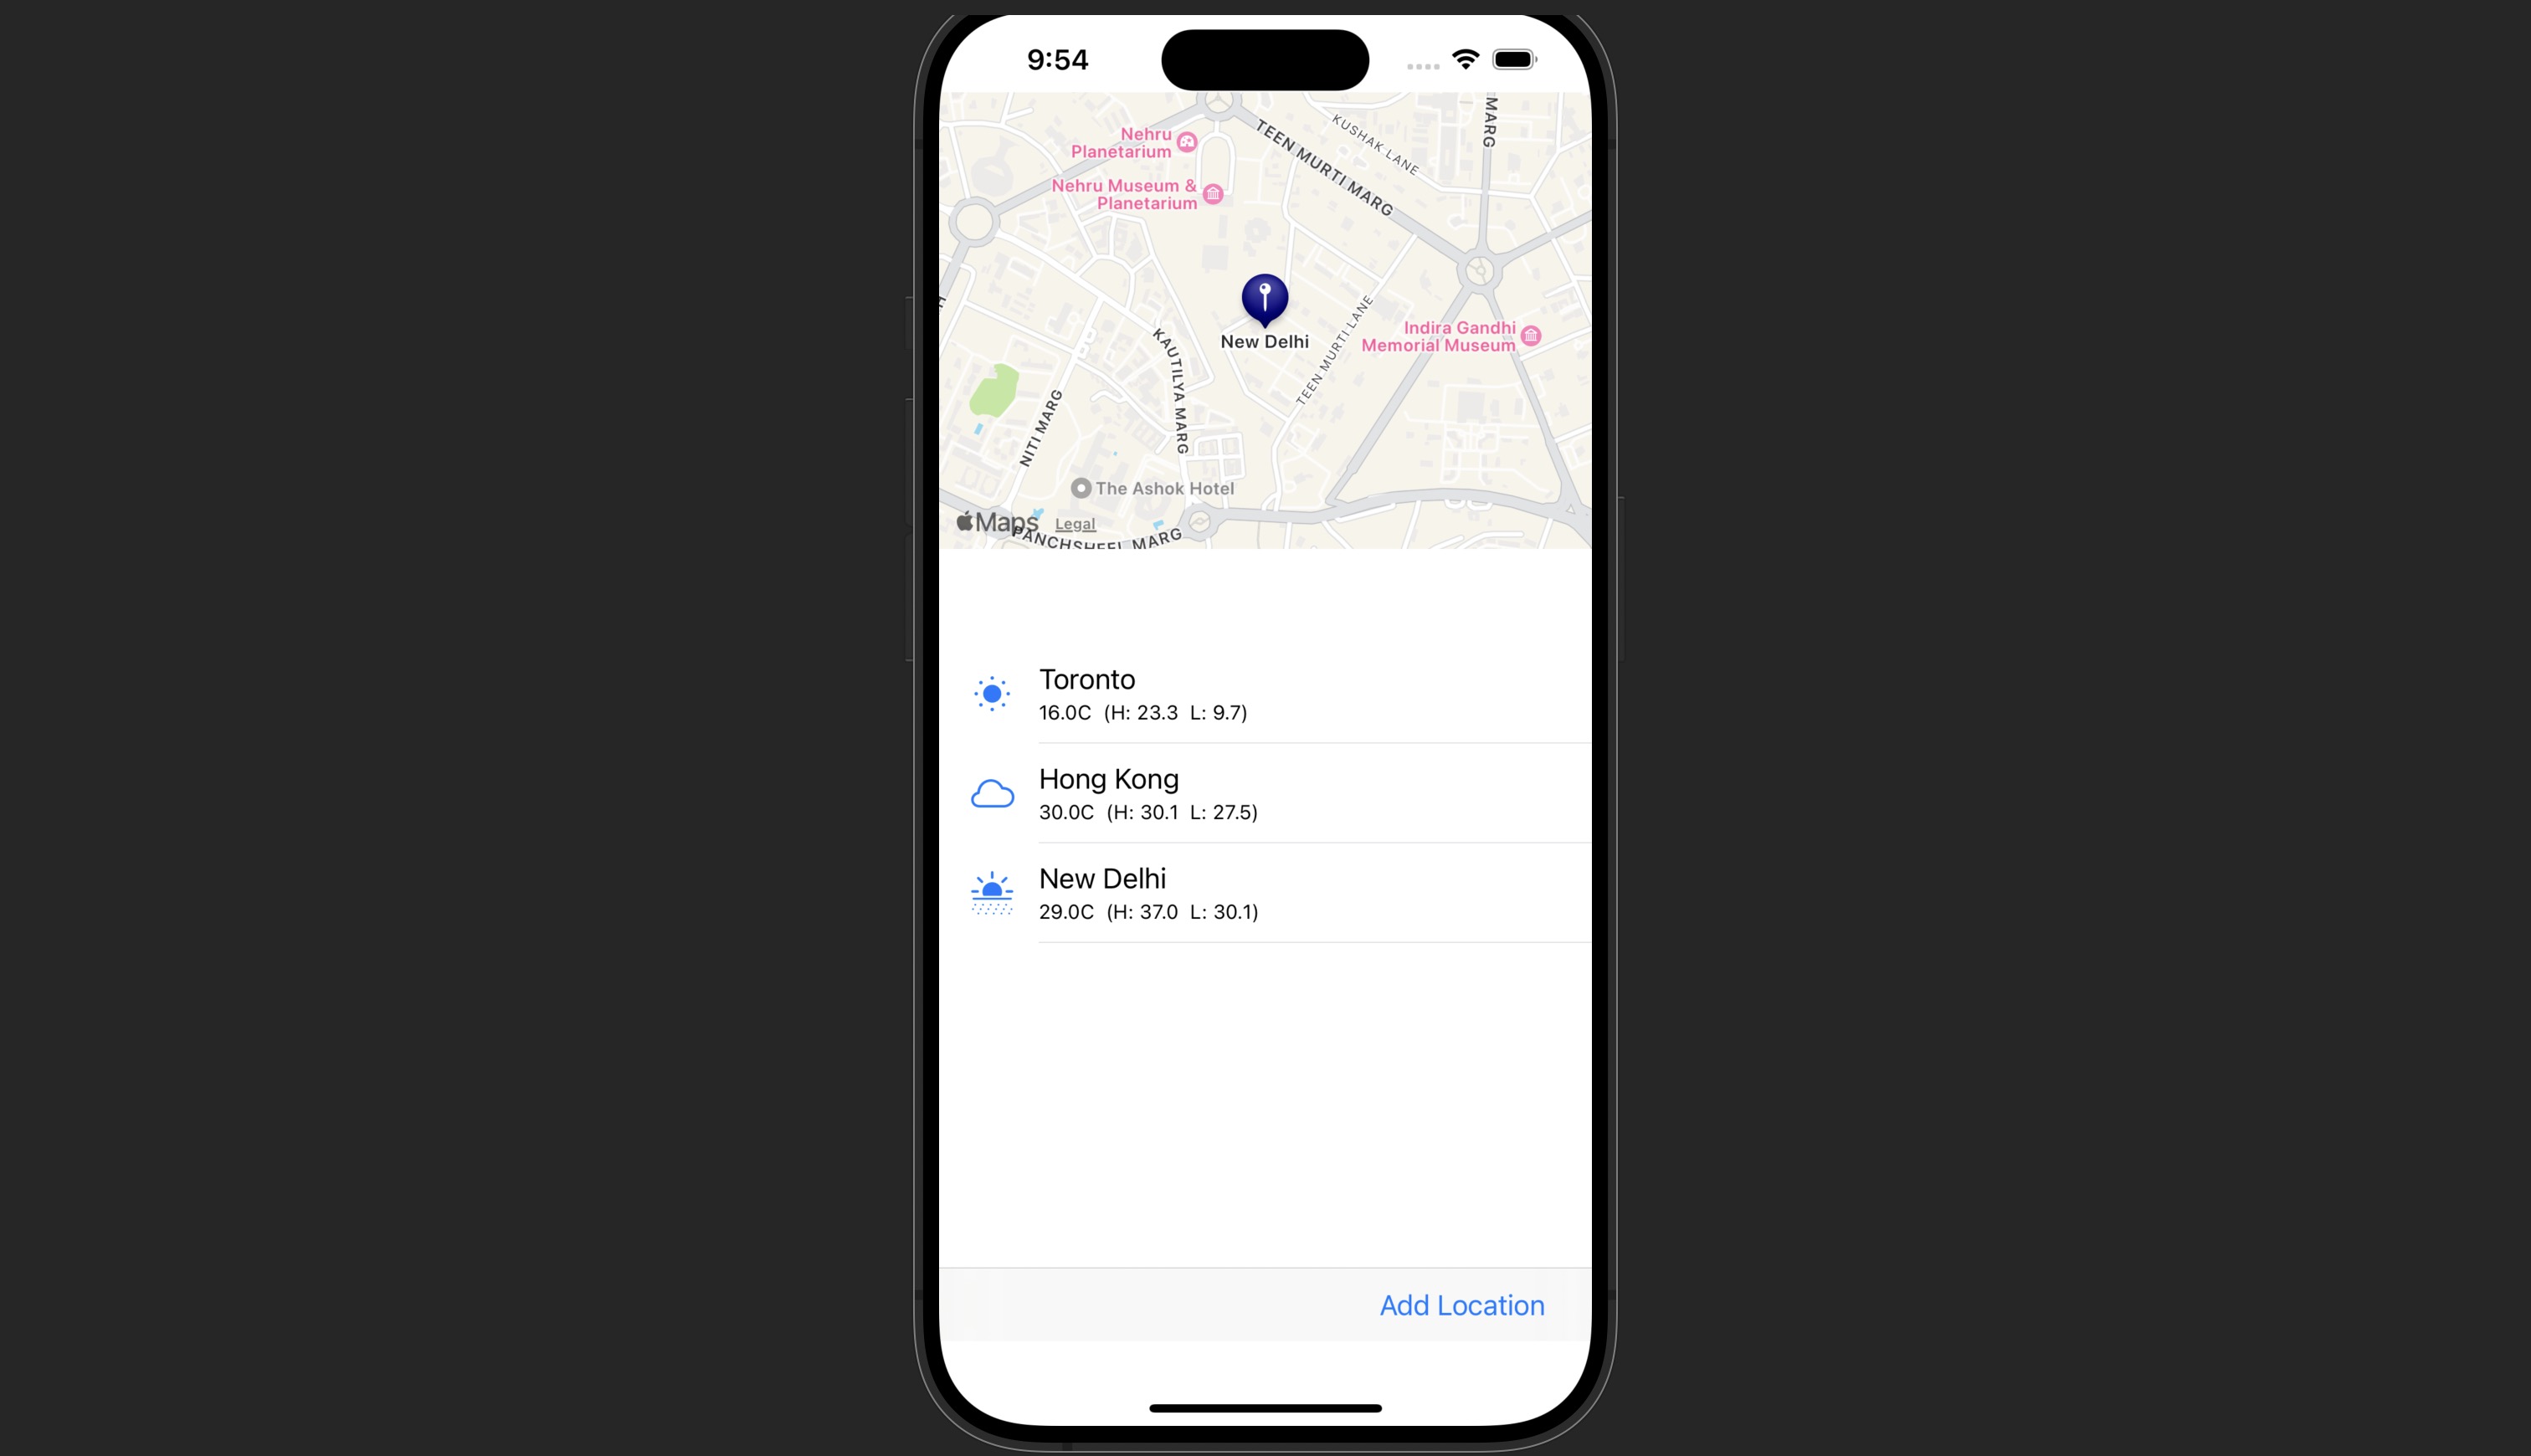 9:54
MARG
KUSHAK LANE
TEEN MURTI MARG
Nehru
Planetarium
Nehru Museum &
Planetarium
H
New Delhi
TEEN MURTI LANE
Indira Gandhi
Memorial Museum
KAUTILYA MARG
NITI MARG
The Ashok Hotel
Maps
Legal
PANCHSHEEL MARG
Toronto
16.0C (H: 23.3 L: 9.7)
Hong Kong
30.0C (H: 30.1 L: 27.5)
New Delhi
29.0C (H: 37.0 L: 30.1)
Add Location